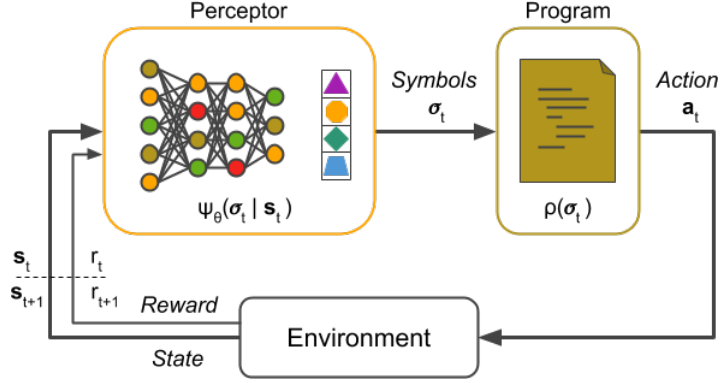 Perceptor
Program
Symbols
σt
Action
at
ψθ(σt | st)
ρ(σt)
st
rt
st+1
rt+1
Reward
State
Environment